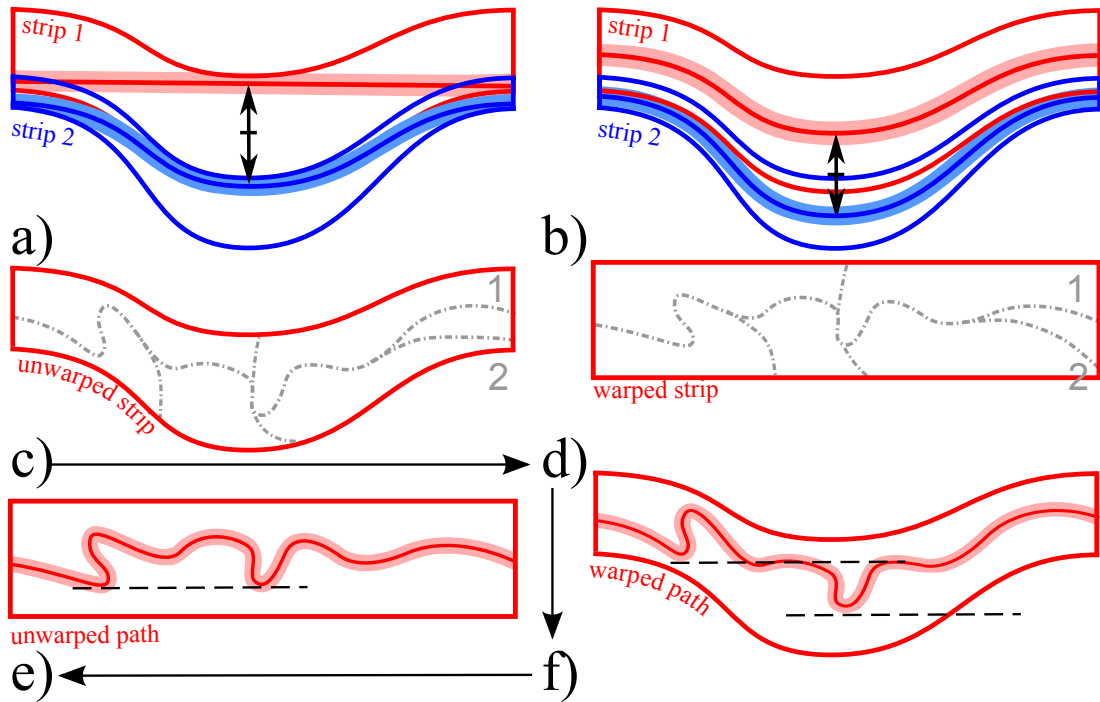 strip 1
strip 1
strip 2
strip 2
a)
b)
1
2
unwarped strip
1
2
warped strip
c)
d)
unwarped path
warped path
e)
f)